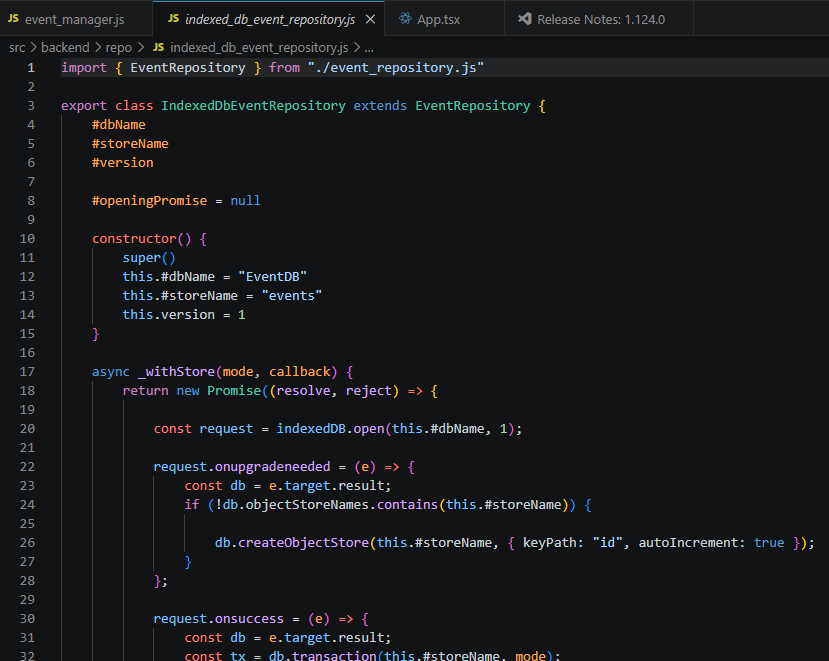 JS event_manager.js
JS indexed_db_event_repository.js ×
App.tsx
Release Notes: 1.124.0
src > backend > repo > JS indexed_db_event_repository.js > ...
1 import { EventRepository } from "./event_repository.js"
2
3 export class IndexedDbEventRepository extends EventRepository {
4 #dbName
5 #storeName
6 #version
7
8 #openingPromise = null
9
10 constructor() {
11 super()
12 this.#dbName = "EventDB"
13 this.#storeName = "events"
14 this.version = 1
15 }
16
17 async _withStore(mode, callback) {
18 return new Promise((resolve, reject) => {
19
20 const request = indexedDB.open(this.#dbName, 1);
21
22 request.onupgradeneeded = (e) => {
23 const db = e.target.result;
24 if (!db.objectStoreNames.contains(this.#storeName)) {
25
26 db.createObjectStore(this.#storeName, { keyPath: "id", autoIncrement: true });
27 }
28 };
29
30 request.onsuccess = (e) => {
31 const db = e.target.result;
32 const tx = db.transaction(this.#storeName, mode);